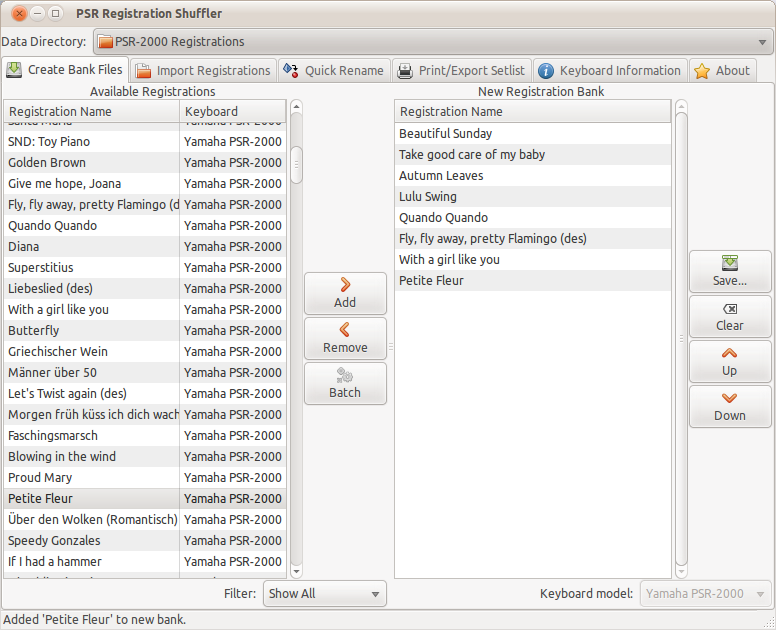 PSR Registration Shuffler
Data Directory: PSR-2000 Registrations
Create Bank Files Import Registrations Quick Rename Print/Export Setlist Keyboard Information About
Available Registrations
Registration Name Keyboard
Santa Maria Yamaha PSR-2000
SND: Toy Piano Yamaha PSR-2000
Golden Brown Yamaha PSR-2000
Give me hope, Joana Yamaha PSR-2000
Fly, fly away, pretty Flamingo (d Yamaha PSR-2000
Quando Quando Yamaha PSR-2000
Diana Yamaha PSR-2000
Superstitius Yamaha PSR-2000
Liebeslied (des) Yamaha PSR-2000
With a girl like you Yamaha PSR-2000
Butterfly Yamaha PSR-2000
Griechischer Wein Yamaha PSR-2000
Männer über 50 Yamaha PSR-2000
Let's Twist again (des) Yamaha PSR-2000
Morgen früh küss ich dich wach Yamaha PSR-2000
Faschingsmarsch Yamaha PSR-2000
Blowing in the wind Yamaha PSR-2000
Proud Mary Yamaha PSR-2000
Petite Fleur Yamaha PSR-2000
Über den Wolken (Romantisch) Yamaha PSR-2000
Speedy Gonzales Yamaha PSR-2000
If I had a hammer Yamaha PSR-2000
Add
Remove
Batch
New Registration Bank
Registration Name
Beautiful Sunday
Take good care of my baby
Autumn Leaves
Lulu Swing
Quando Quando
Fly, fly away, pretty Flamingo (des)
With a girl like you
Petite Fleur
Save...
Clear
Up
Down
Filter: Show All
Keyboard model: Yamaha PSR-2000
Added 'Petite Fleur' to new bank.